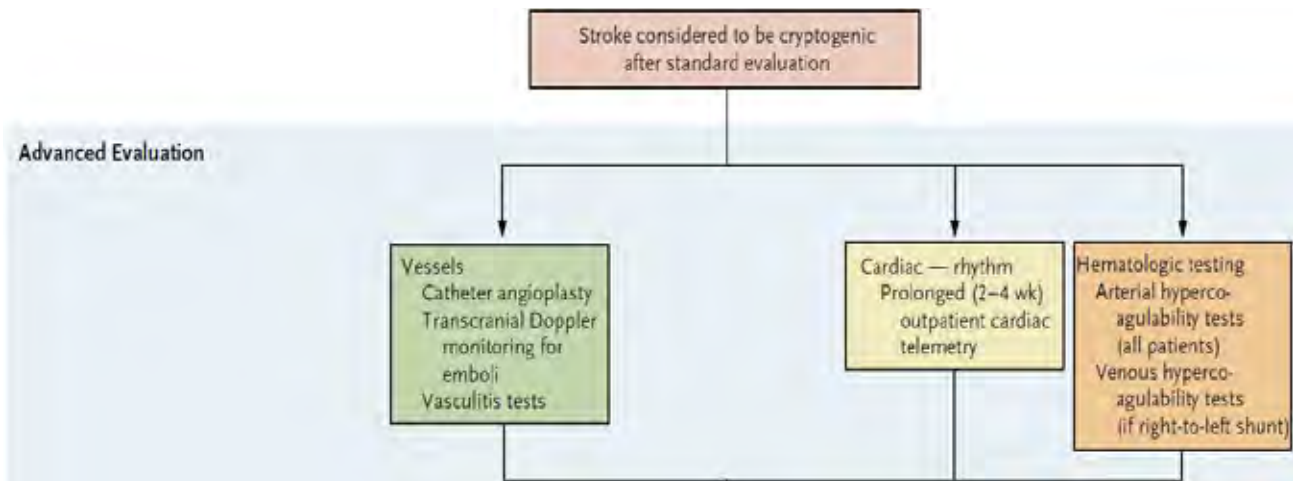 Stroke considered to be cryptogenic
after standard evaluation
Advanced Evaluation
Vessels
Catheter angioplasty
Transcranial Doppler
monitoring for
emboli
Vasculitis tests
Cardiac — rhythm
Prolonged (2–4 wk)
outpatient cardiac
telemetry
Hematologic testing
Arterial hyperco-
agulability tests
(all patients)
Venous hyperco-
agulability tests
(if right-to-left shunt)